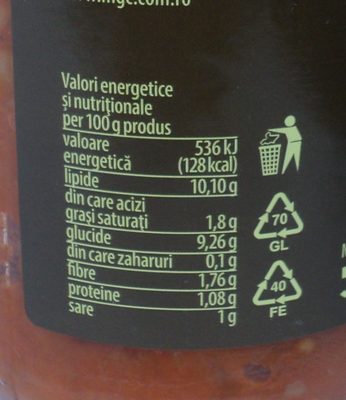 Valori energetice
și nutriționale
per 100 g produs
valoare 536 kJ
energetică (128 kcal)
lipide 10,10 g
din care acizi
grași saturați 1,8 g
glucide 9,26 g
din care zaharuri 0,1 g
fibre 1,76 g
proteine 1,08 g
sare 1 g
70
GL
40
FE